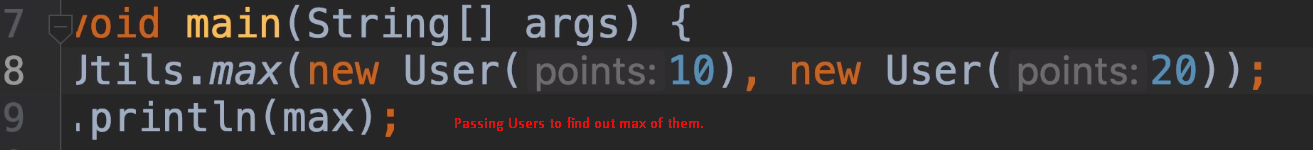 7 void main(String[] args) {
8 Utils.max(new User( points: 10), new User( points: 20));
9 .println(max);
Passing Users to find out max of them.